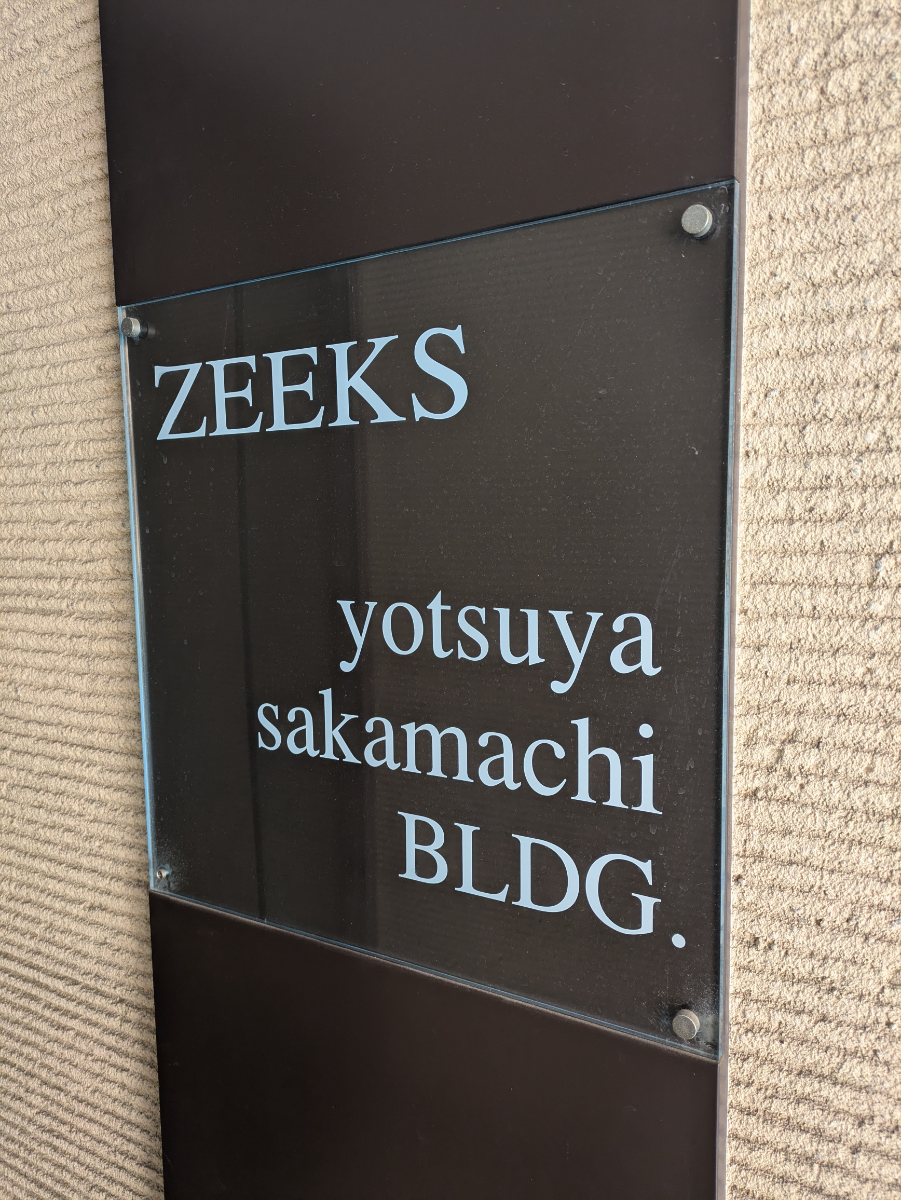 ZEEKS
yotsuya
sakamachi
BLDG.